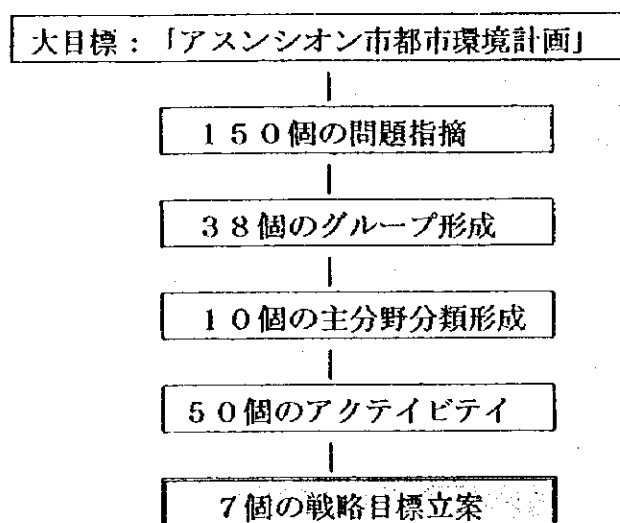 大目標：「アスンシオン市都市環境計画」
１５０個の問題指摘
３８個のグループ形成
１０個の主分野分類形成
５０個のアクテイビテイ
７個の戦略目標立案